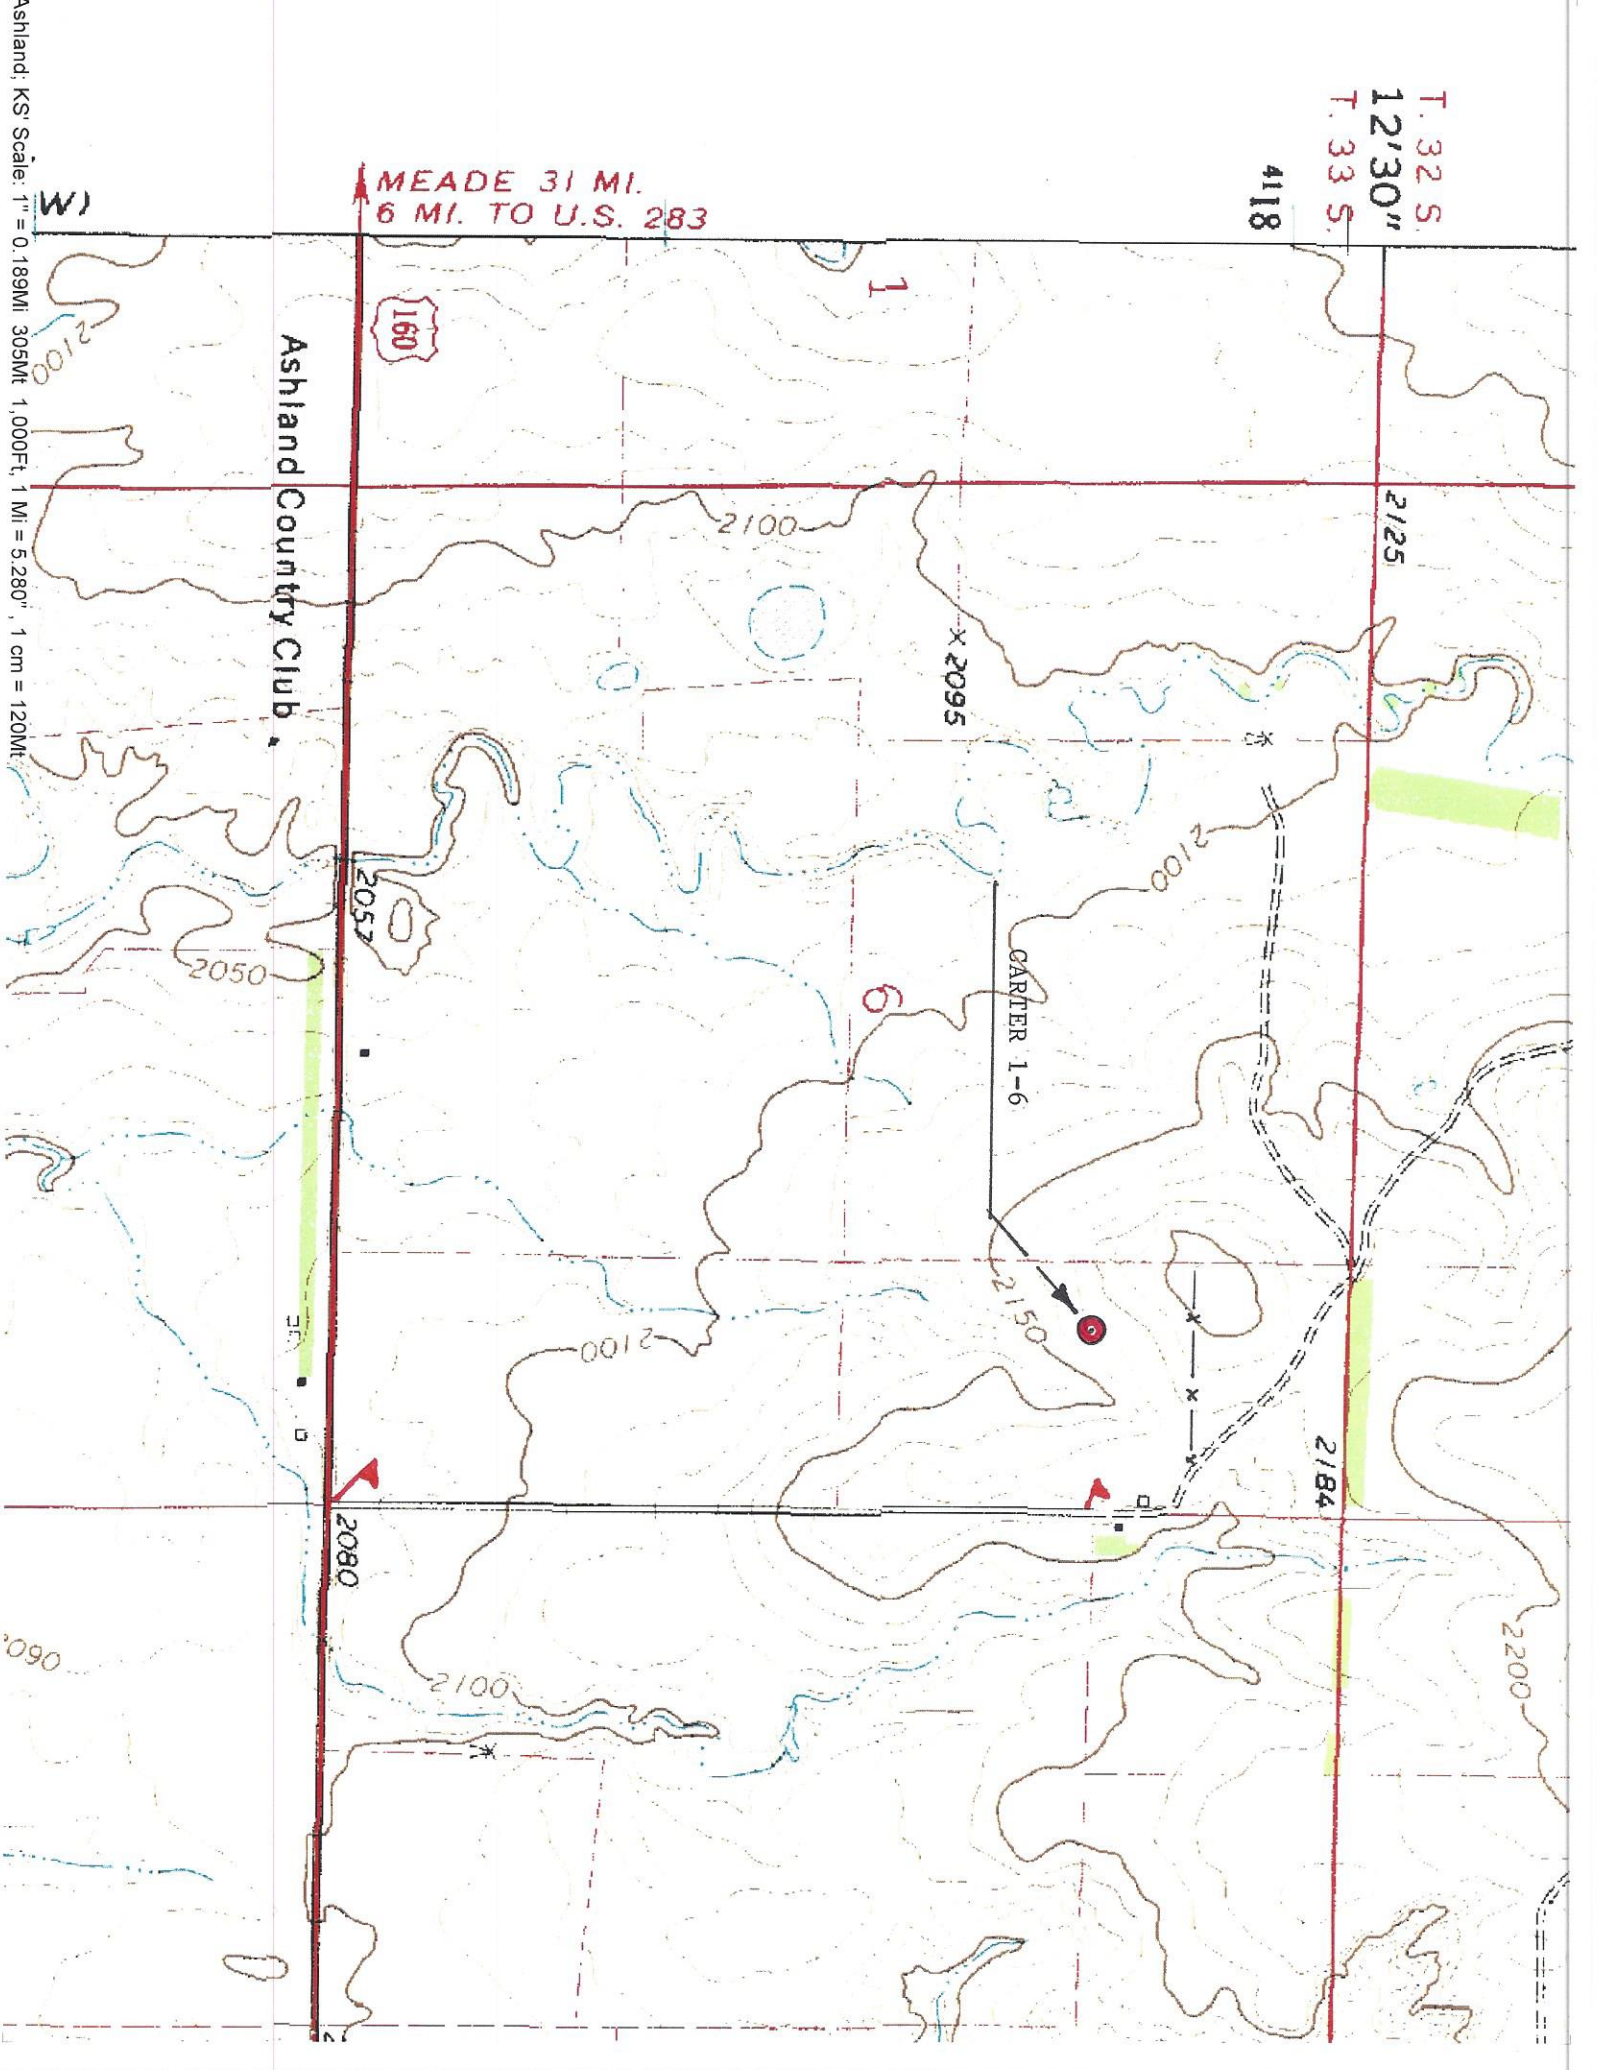 T. 32 S.
12'30"
T. 33 S.
4118
MEADE 31 MI.
6 MI. TO U.S. 283
160
1
2125
2100
2100
× 2095
Ashland Country Club
2100
2057
2050
6
CARTER 1-6
2150
2100
2184
2080
2100
2200
Ashland; KS' Scale: 1" = 0.189Mi 305Mt 1,000Ft, 1 Mi = 5.280", 1 cm = 120Mt